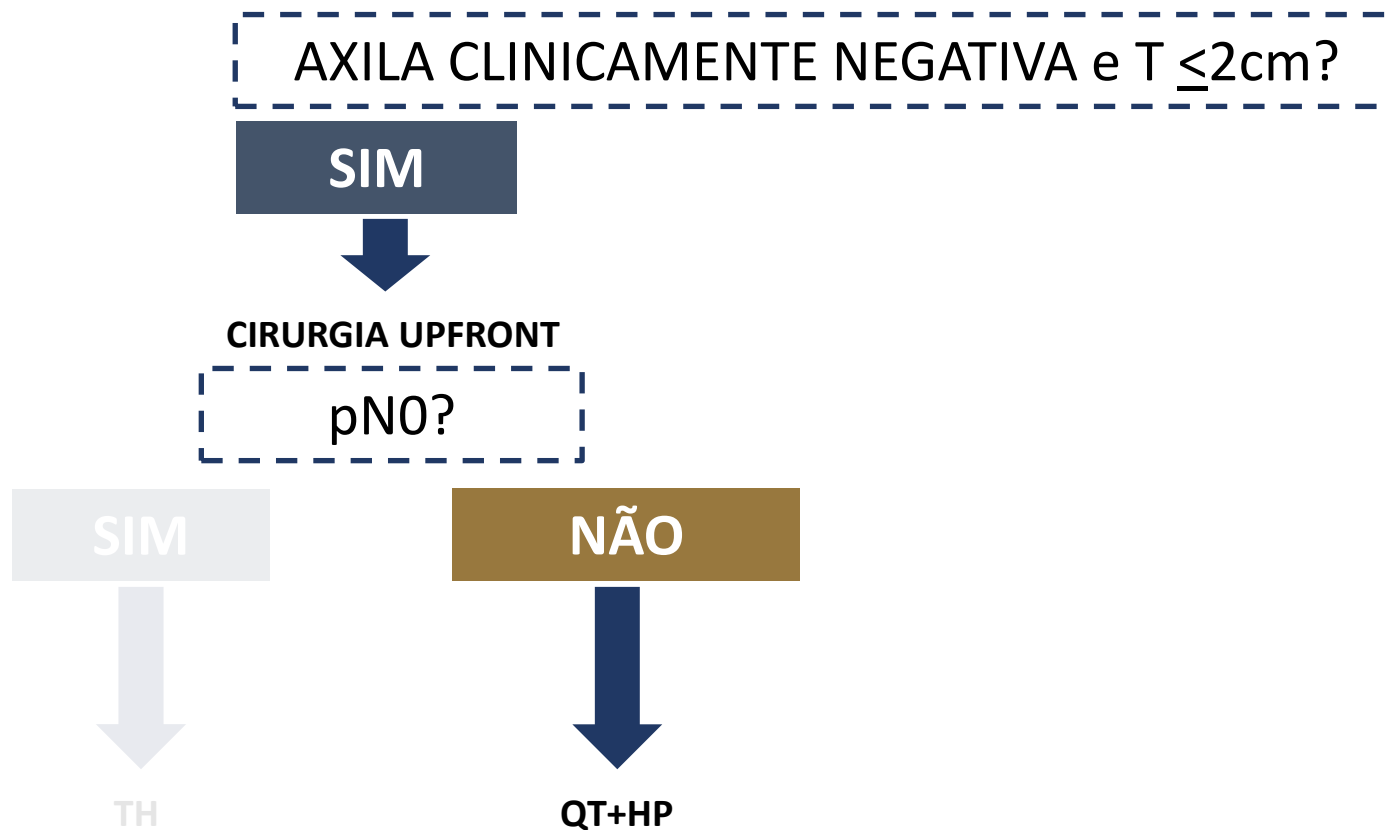 AXILA CLINICAMENTE NEGATIVA e T <2cm?
SIM
CIRURGIA UPFRONT
pN0?
SIM
NÃO
TH
QT+HP